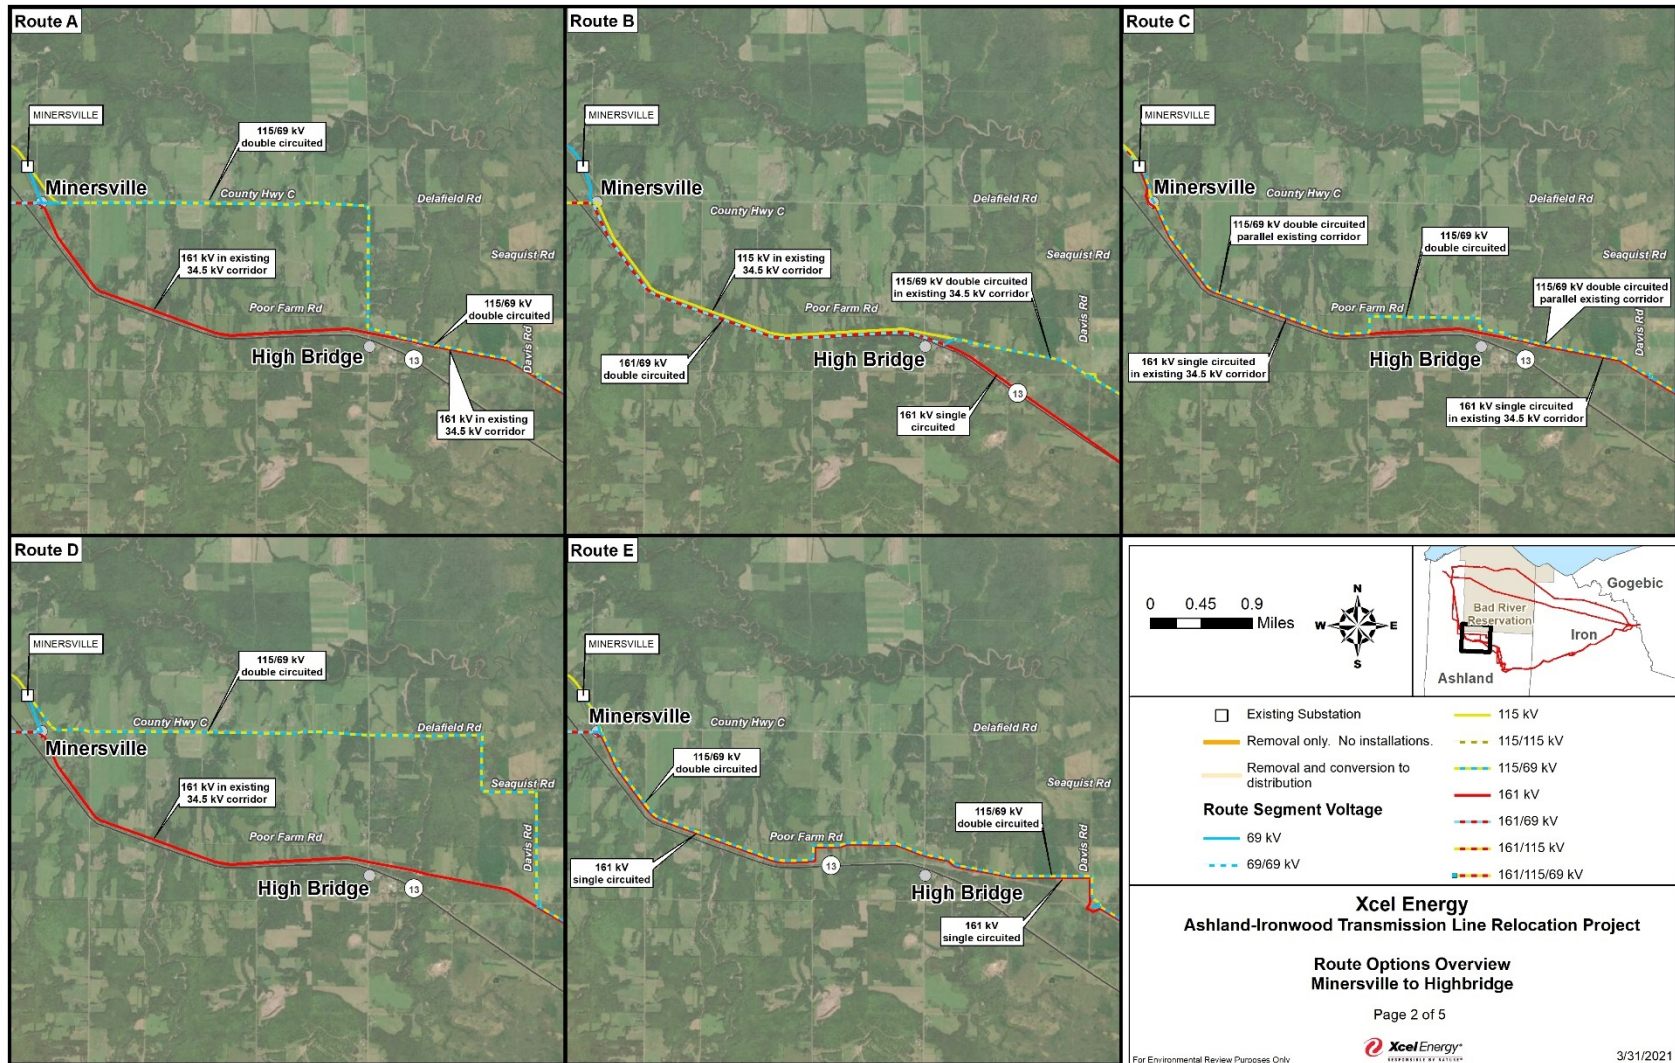 Route A
MINERSVILLE
115/69 kV
double circuited
Minersville
County Hwy C
Delafield Rd
Seaquist Rd
161 kV in existing
34.5 kV corridor
115/69 kV
double circuited
Poor Farm Rd
Davis Rd
High Bridge
13
161 kV in existing
34.5 kV corridor
Route B
MINERSVILLE
Minersville
County Hwy C
Delafield Rd
Seaquist Rd
115 kV in existing
34.5 kV corridor
115/69 kV double circuited
in existing 34.5 kV corridor
Poor Farm Rd
Davis Rd
High Bridge
161/69 kV
double circuited
13
161 kV single
circuited
Route C
MINERSVILLE
Minersville
County Hwy C
Delafield Rd
115/69 kV double circuited
parallel existing corridor
115/69 kV
double circuited
Seaquist Rd
115/69 kV double circuited
parallel existing corridor
Poor Farm Rd
Davis Rd
High Bridge
13
161 kV single circuited
in existing 34.5 kV corridor
161 kV single circuited
in existing 34.5 kV corridor
Route D
MINERSVILLE
115/69 kV
double circuited
County Hwy C
Delafield Rd
Minersville
Seaquist Rd
161 kV in existing
34.5 kV corridor
Poor Farm Rd
Davis Rd
High Bridge
13
Route E
MINERSVILLE
Minersville
County Hwy C
Delafield Rd
115/69 kV
double circuited
Seaquist Rd
115/69 kV
double circuited
Poor Farm Rd
Davis Rd
161 kV
single circuited
13
High Bridge
161 kV
single circuited
0 0.45 0.9
Miles
N
W E
S
Gogebic
Bad River
Reservation
Iron
Ashland
Existing Substation
Removal only. No installations.
Removal and conversion to
distribution
Route Segment Voltage
69 kV
69/69 kV
115 kV
115/115 kV
115/69 kV
161 kV
161/69 kV
161/115 kV
161/115/69 kV
Xcel Energy
Ashland-Ironwood Transmission Line Relocation Project
Route Options Overview
Minersville to Highbridge
Page 2 of 5
Xcel Energy®
RESPONSIBLE BY NATURE®
For Environmental Review Purposes Only
3/31/2021